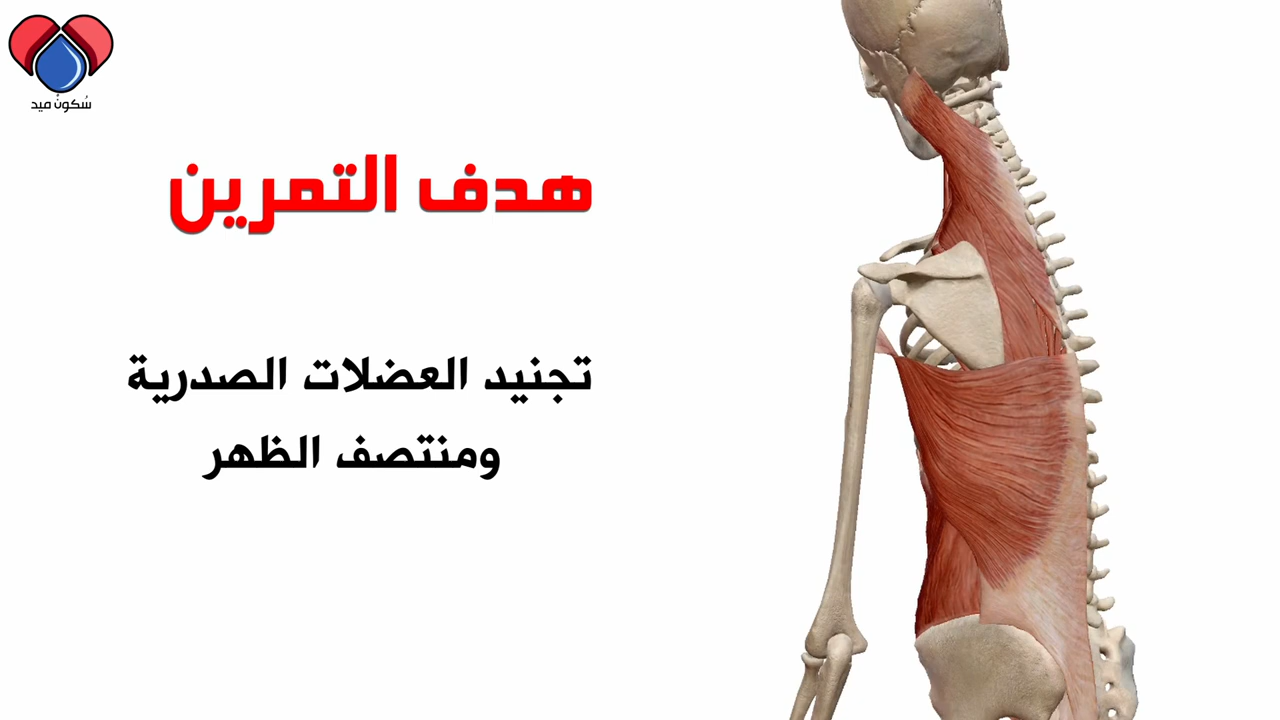 سُكونْ ميد
هدف التمرين
تجنيد العضلات الصدرية
ومنتصف الظهر